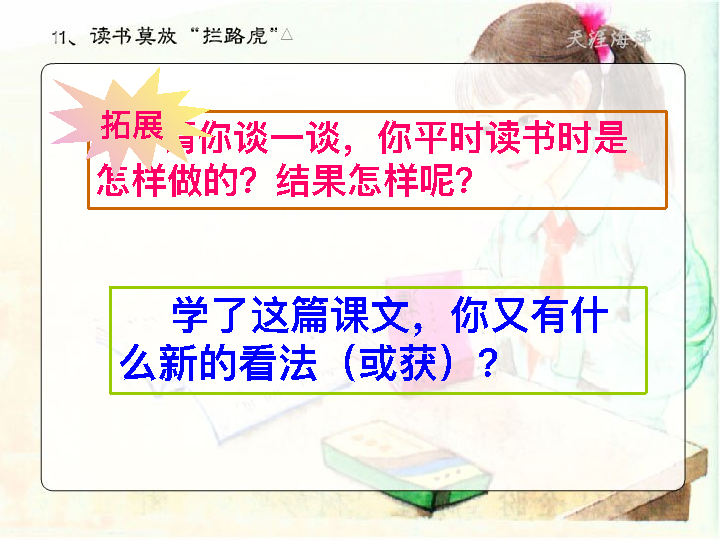 11、读书莫放“拦路虎”△
天涯海萍
拓展
你谈一谈，你平时读书时是
怎样做的？结果怎样呢？
学了这篇课文，你又有什
么新的看法（或获）？